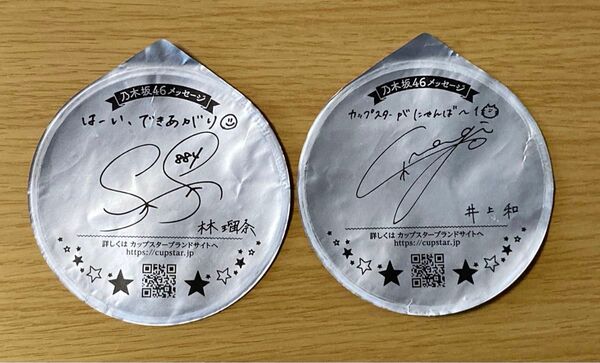 乃木坂46メッセージ
はーい、できあがり
884
林 瑠奈
詳しくは カップスターブランドサイトへ
https://cupstar.jp
乃木坂46メッセージ
カップスターがにゃんば〜1
井上和
詳しくは カップスターブランドサイトへ
https://cupstar.jp